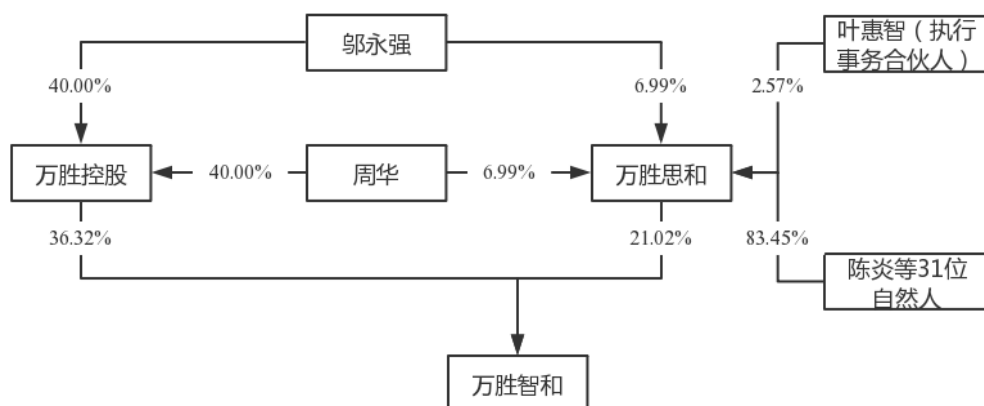 邬永强
叶惠智（执行
事务合伙人）
40.00%
6.99%
2.57%
万胜控股
40.00%
周华
6.99%
万胜思和
36.32%
21.02%
83.45%
陈炎等31位
自然人
万胜智和